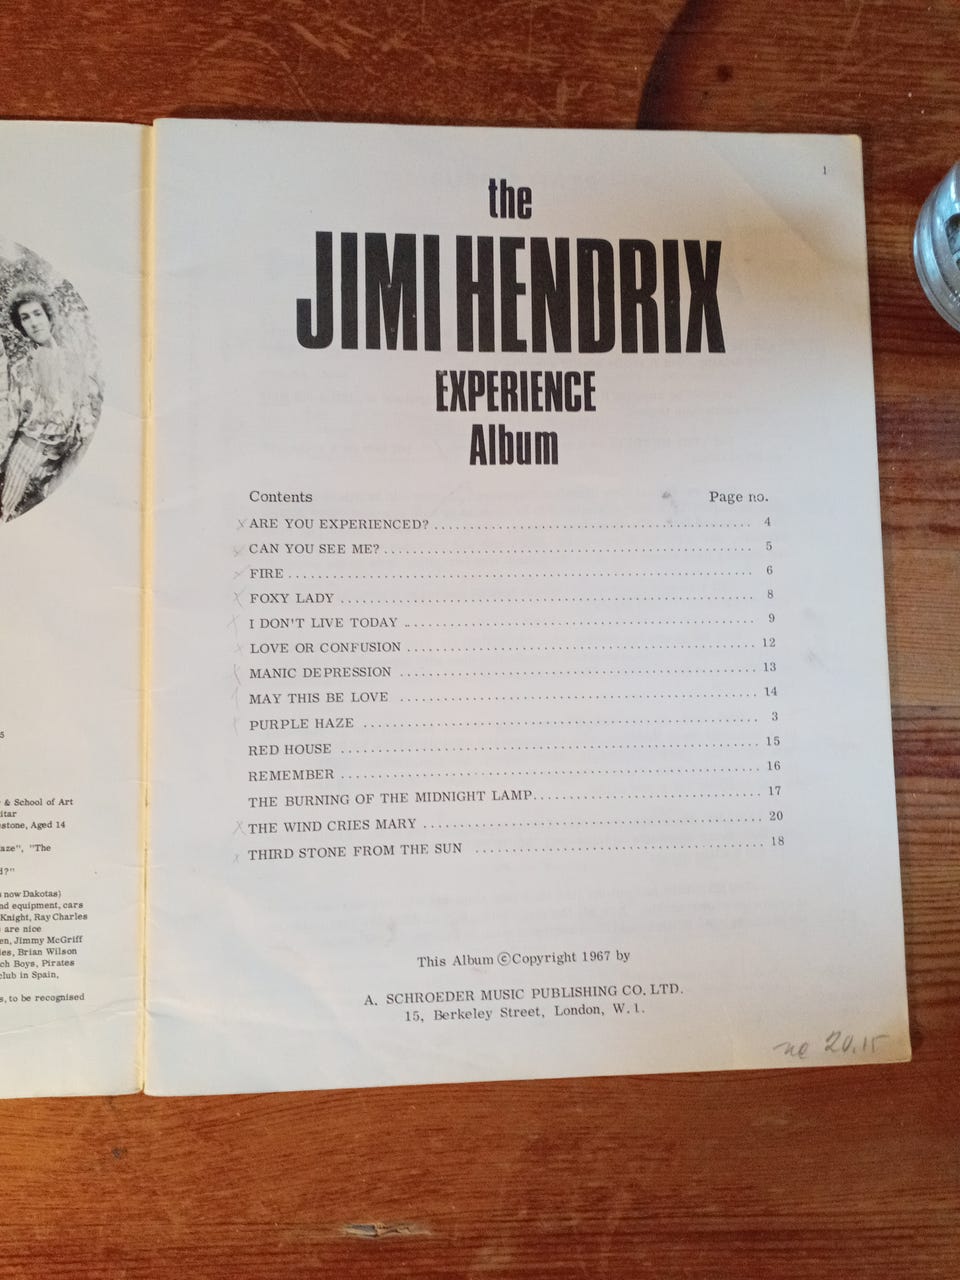 5
& School of Art
itar
stone, Aged 14
aze", "The
d?"
now Dakotas)
nd equipment, cars
Knight, Ray Charles
are nice
en, Jimmy McGriff
ies, Brian Wilson
ch Boys, Pirates
club in Spain,
s, to be recognised
1
the
JIMI HENDRIX
EXPERIENCE
Album
Contents Page no.
x ARE YOU EXPERIENCED? 4
x CAN YOU SEE ME? 5
x FIRE 6
x FOXY LADY 8
x I DON'T LIVE TODAY 9
x LOVE OR CONFUSION 12
x MANIC DEPRESSION 13
MAY THIS BE LOVE 14
x PURPLE HAZE 3
RED HOUSE 15
REMEMBER 16
THE BURNING OF THE MIDNIGHT LAMP 17
x THE WIND CRIES MARY 20
x THIRD STONE FROM THE SUN 18
This Album © Copyright 1967 by
A. SCHROEDER MUSIC PUBLISHING CO. LTD.
15, Berkeley Street, London, W.1.
20.15